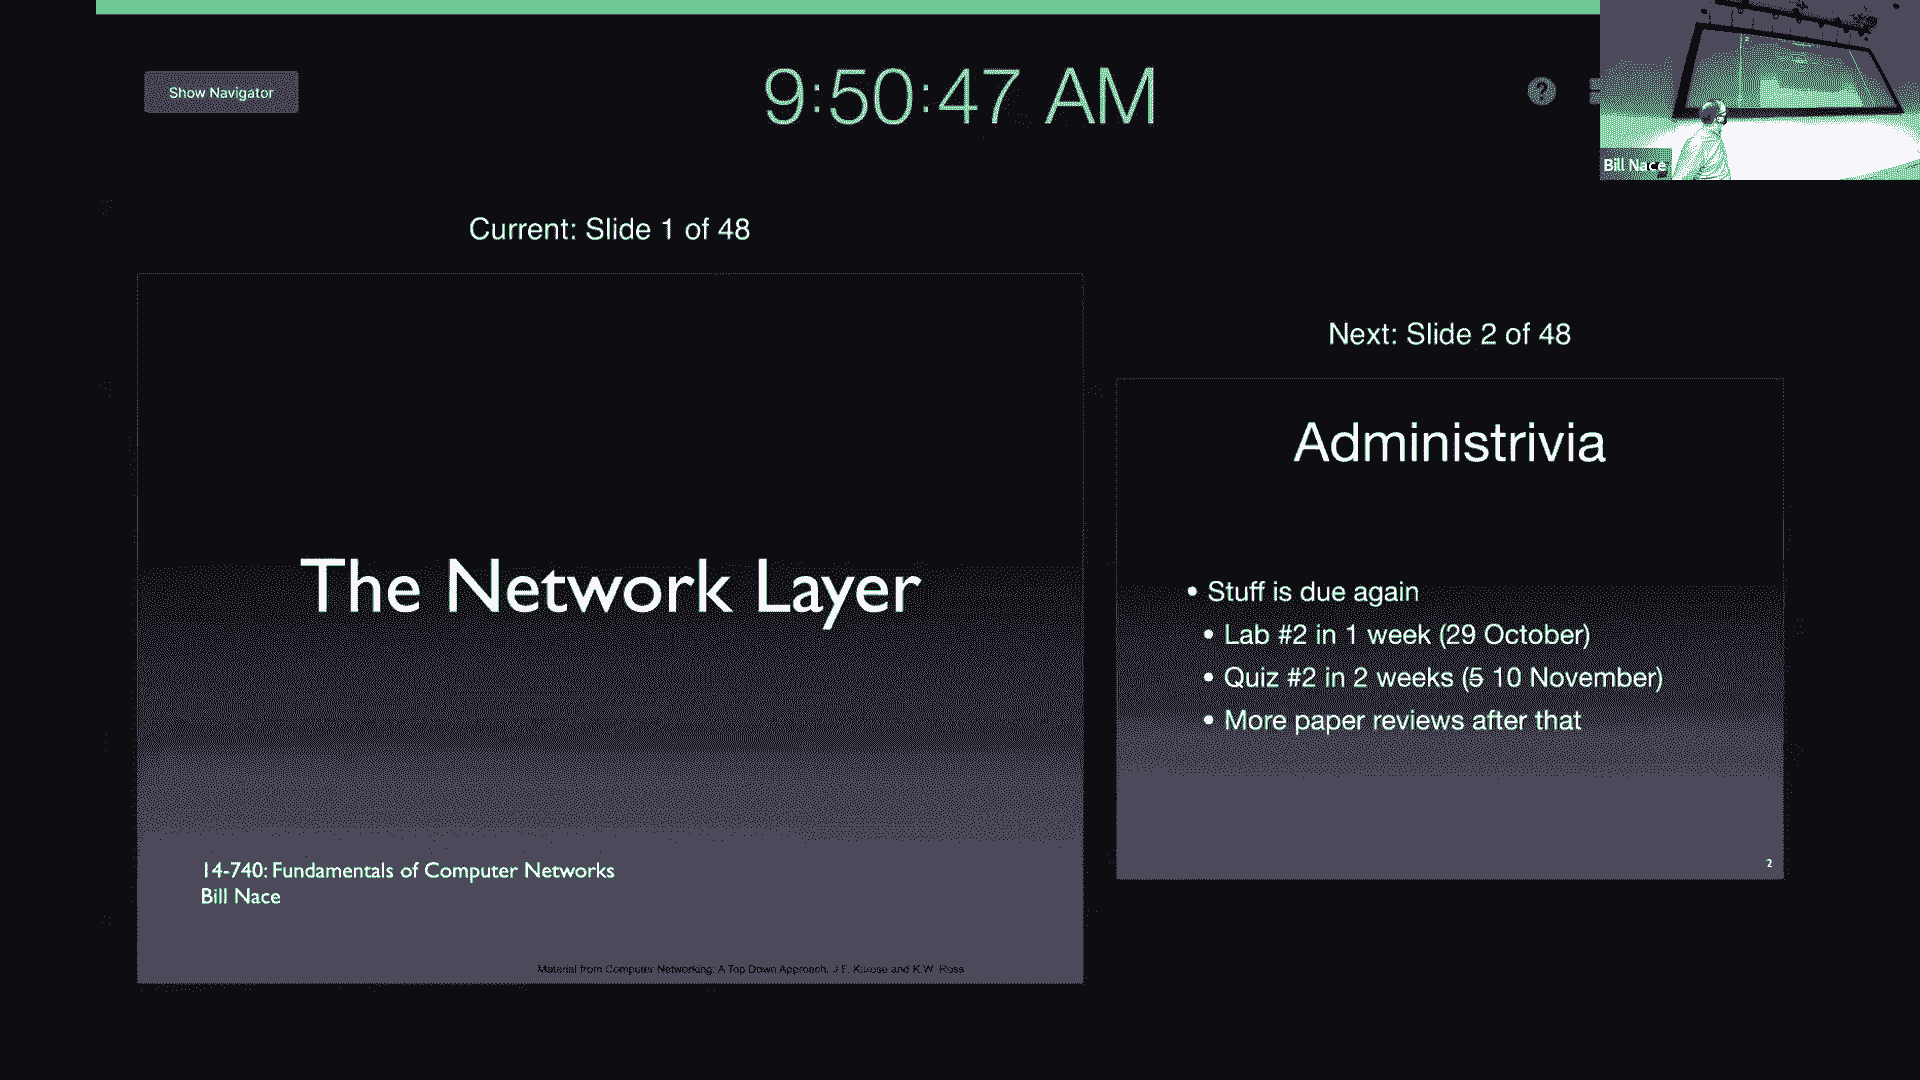 Show Navigator
9:50:47 AM
?
Bill Nace
Current: Slide 1 of 48
Next: Slide 2 of 48
The Network Layer
14-740: Fundamentals of Computer Networks
Bill Nace
Material from Computer Networking: A Top Down Approach, J.F. Kurose and K.W. Ross
Administrivia
• Stuff is due again
• Lab #2 in 1 week (29 October)
• Quiz #2 in 2 weeks (5 10 November)
• More paper reviews after that
2